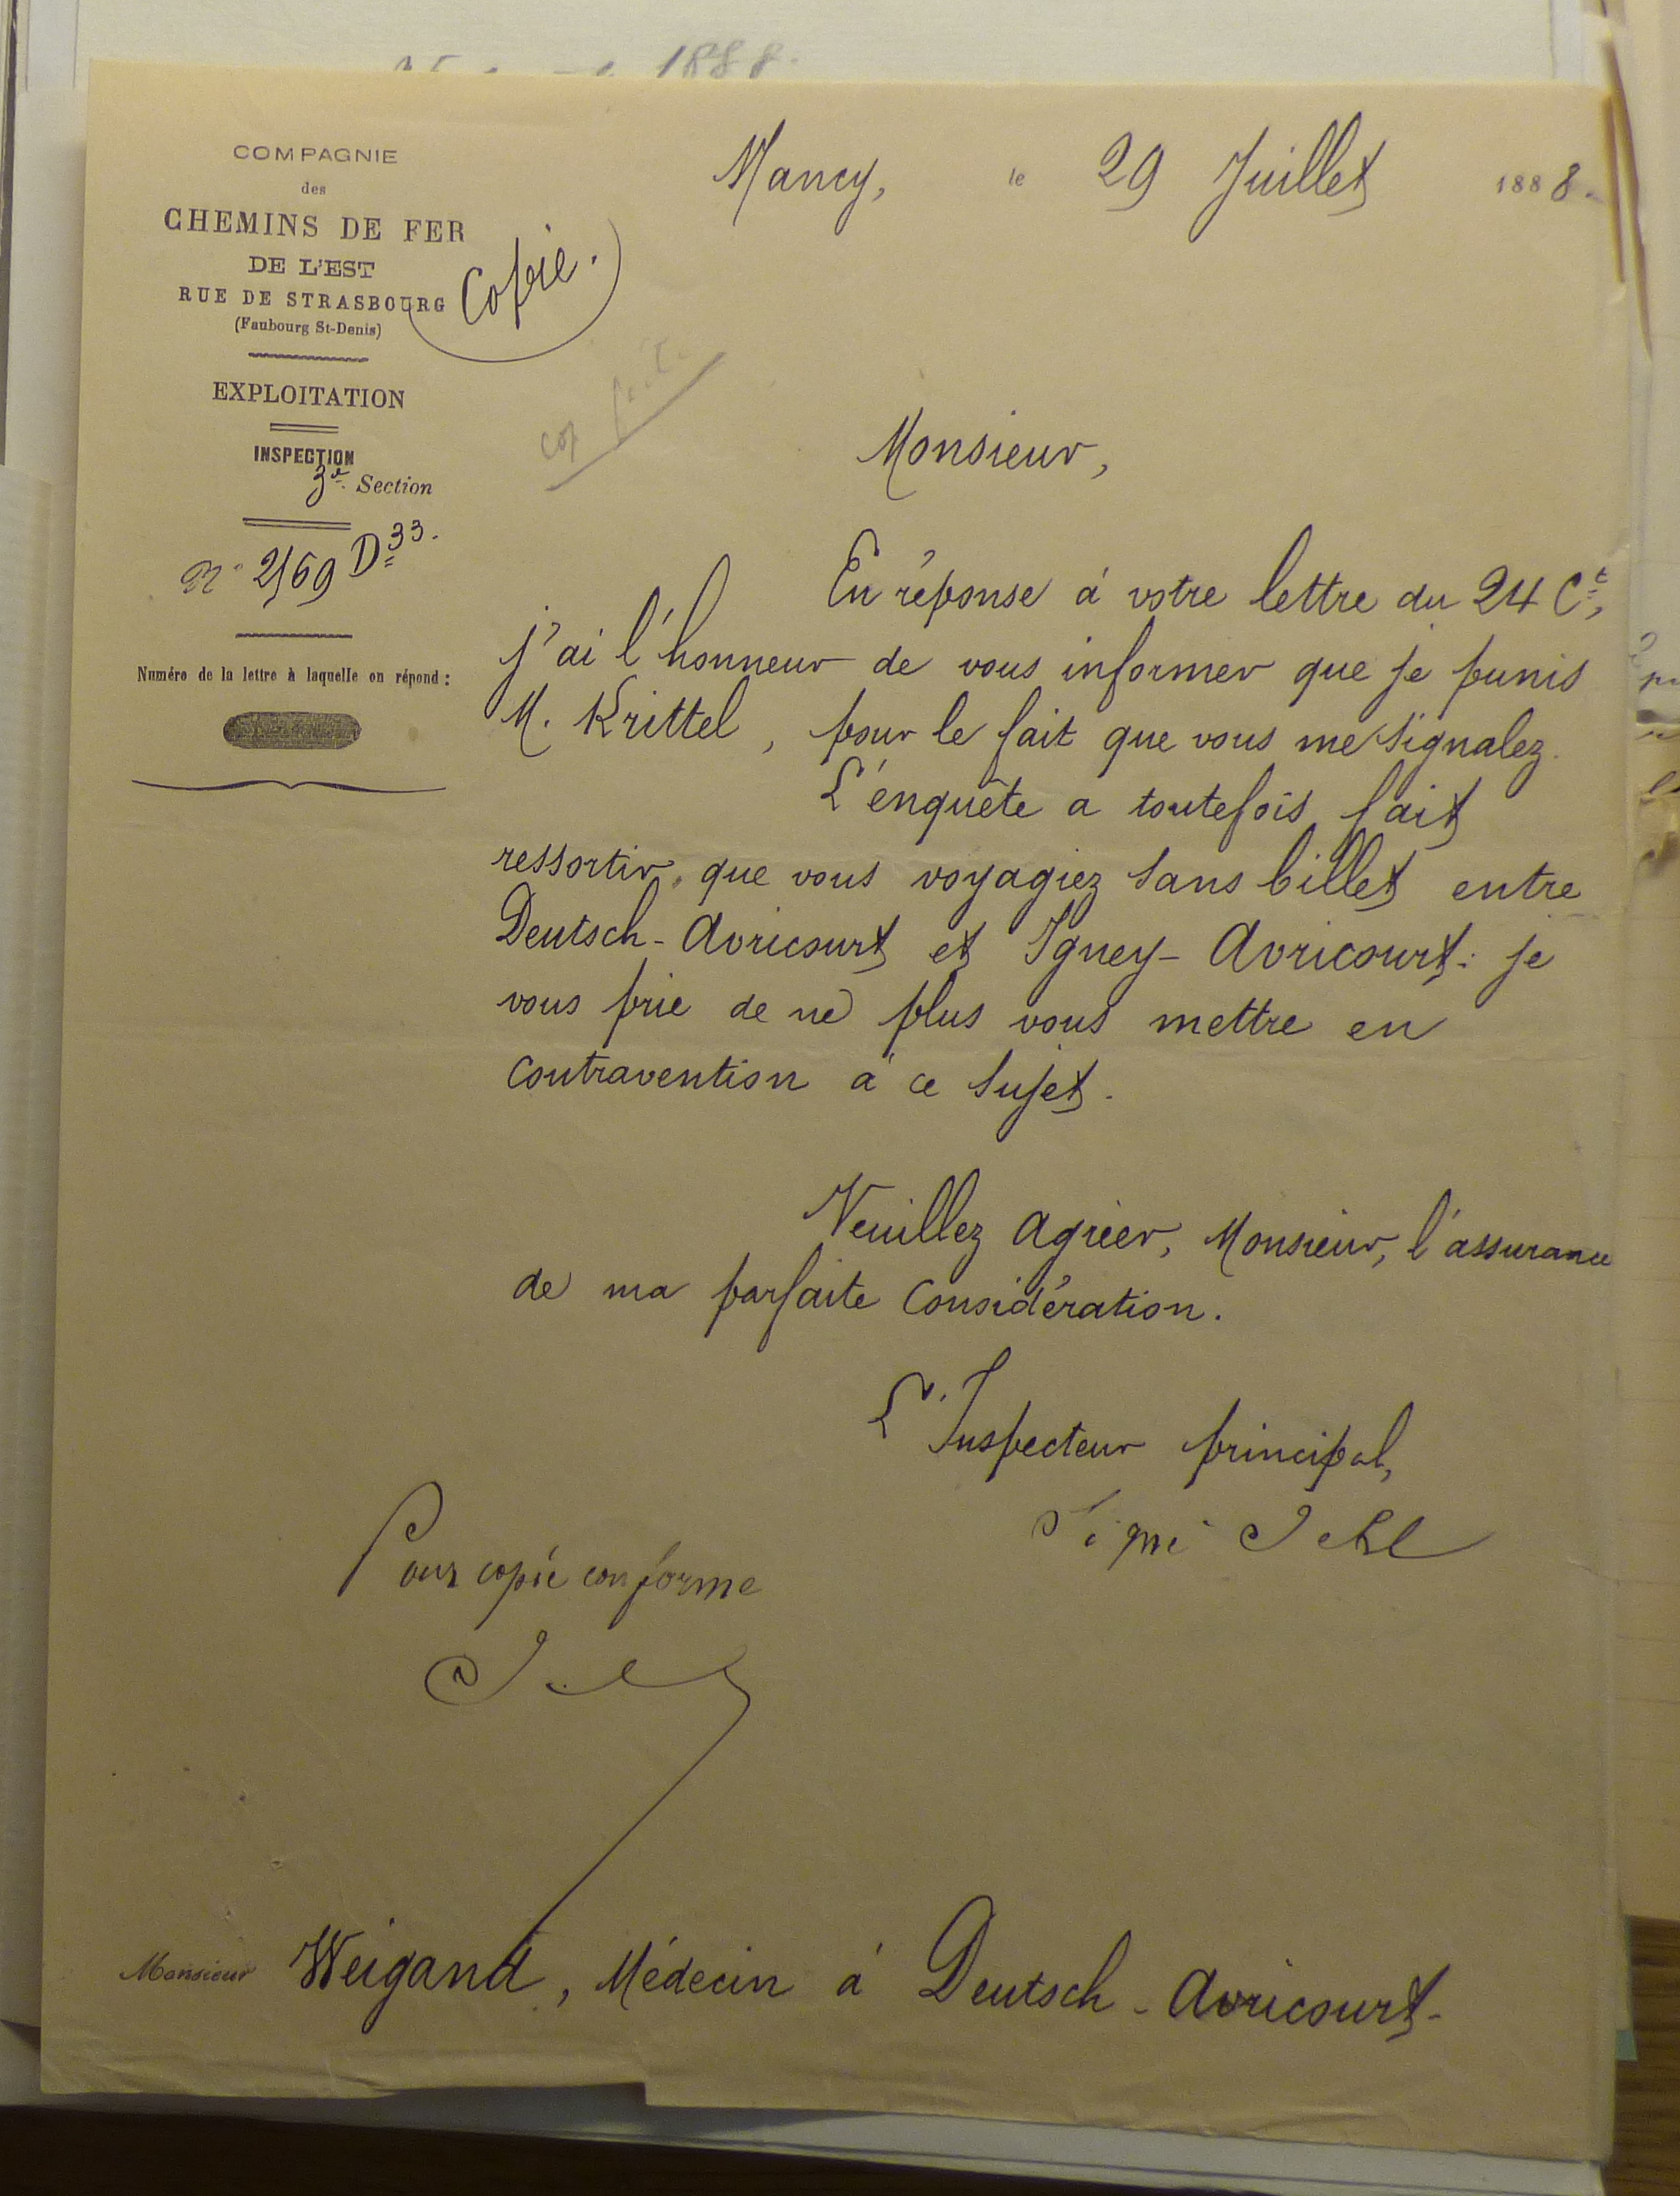 1888.
COMPAGNIE
des
CHEMINS DE FER
DE L'EST
RUE DE STRASBOURG
(Faubourg St-Denis)
Copie.
EXPLOITATION
INSPECTION
3e Section
N° 2169 D33.
Numéro de la lettre à laquelle on répond :
Nancy, le 29 Juillet 1888.
Monsieur,
En réponse à votre lettre du 24 Ct,
j'ai l'honneur de vous informer que je punis
M. Krittel, pour le fait que vous me signalez.
L'énquête a toutefois fait
ressortir que vous voyagiez sans billet entre
Deutsch-Avricourt et Igney-Avricourt: je
vous prie de ne plus vous mettre en
contravention à ce sujet.
Veuillez agréer, Monsieur, l'assurance
de ma parfaite Considération.
L'Inspecteur principal,
Signé
Pour copie conforme
Monsieur Weigand, Médecin à Deutsch-Avricourt-